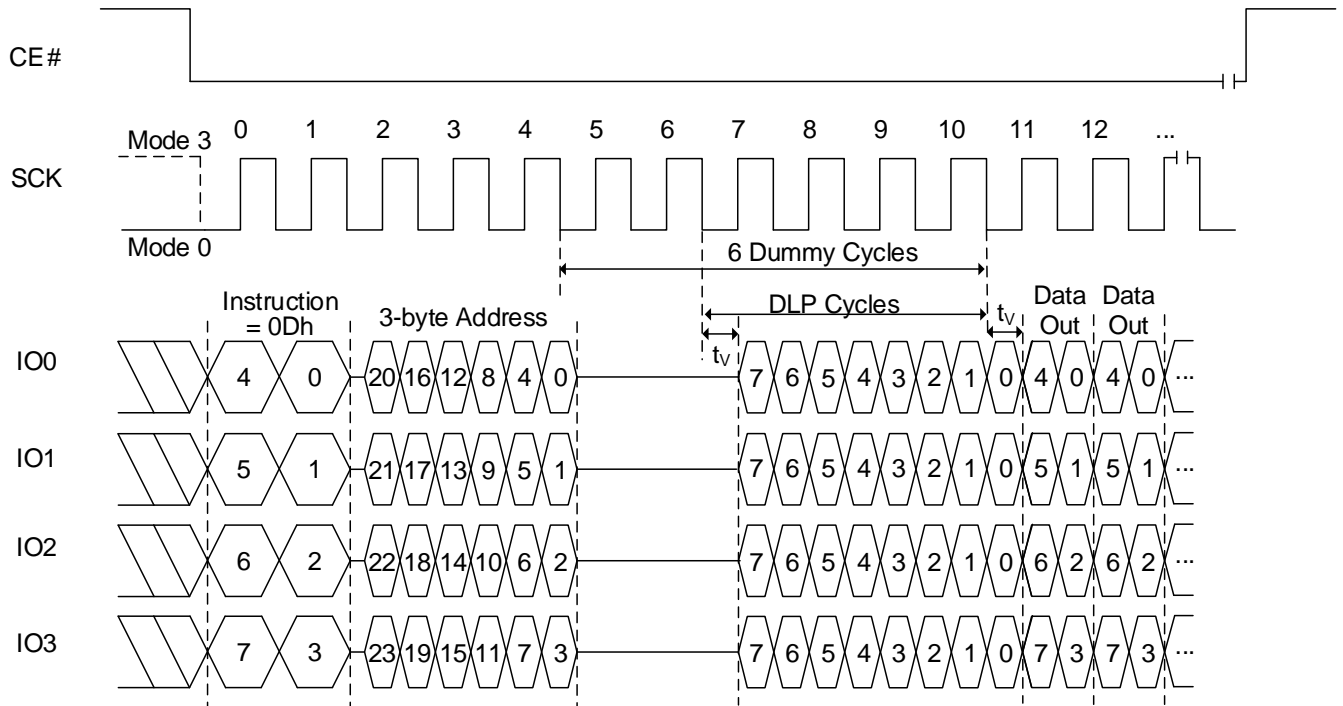 CE#
0 1 2 3 4 5 6 7 8 9 10 11 12 ...
Mode 3
SCK
Mode 0
6 Dummy Cycles
Instruction = 0Dh
3-byte Address
DLP Cycles
tV
Data Out
Data Out
tV
IO0 4 0 20 16 12 8 4 0 7 6 5 4 3 2 1 0 4 0 4 0 ...
IO1 5 1 21 17 13 9 5 1 7 6 5 4 3 2 1 0 5 1 5 1 ...
IO2 6 2 22 18 14 10 6 2 7 6 5 4 3 2 1 0 6 2 6 2 ...
IO3 7 3 23 19 15 11 7 3 7 6 5 4 3 2 1 0 7 3 7 3 ...